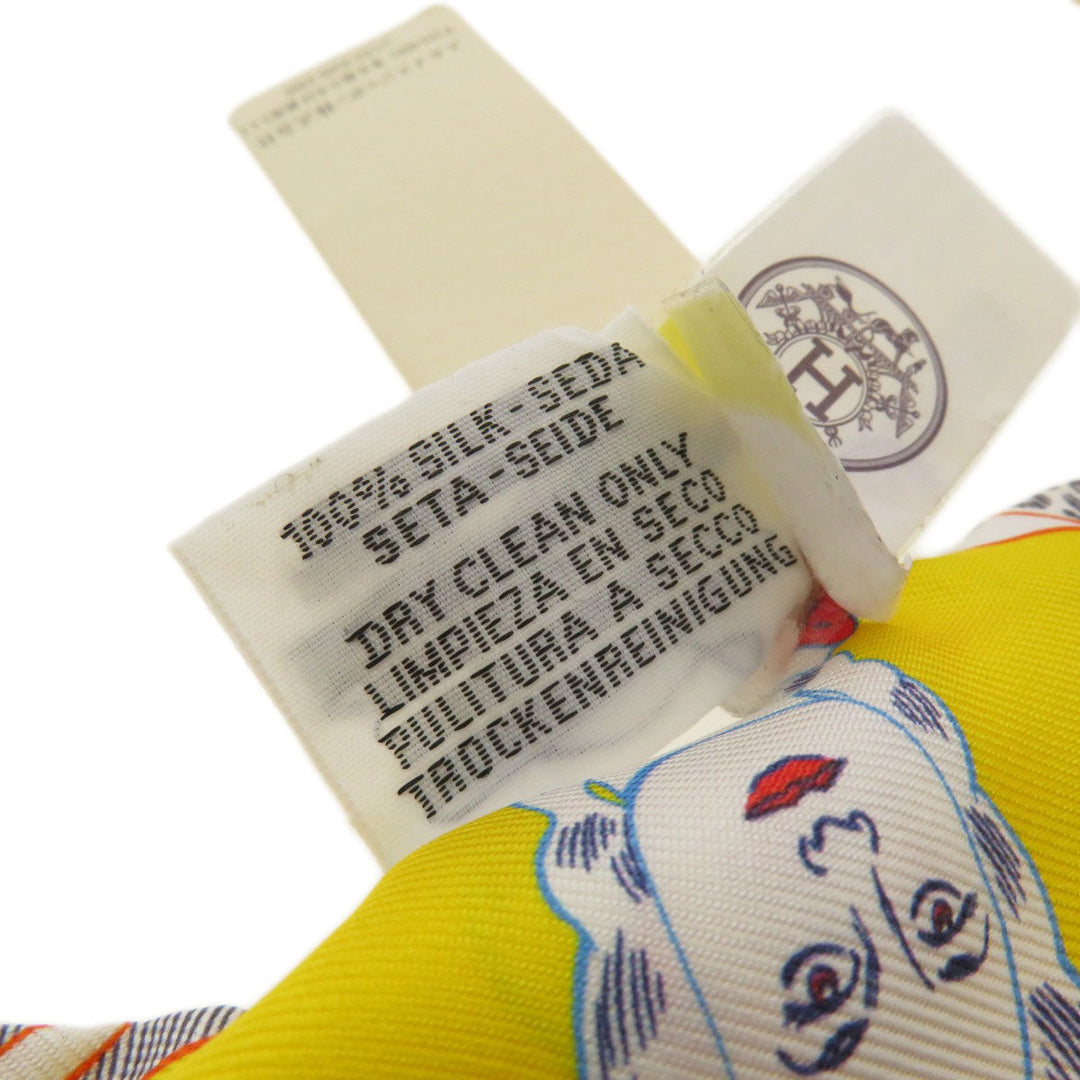 100% SILK - SEDA
SETA - SEIDE
DRY CLEAN ONLY
LIMPIEZA EN SECO
PULITURA A SECCO
TROCKENREINIGUNG
H